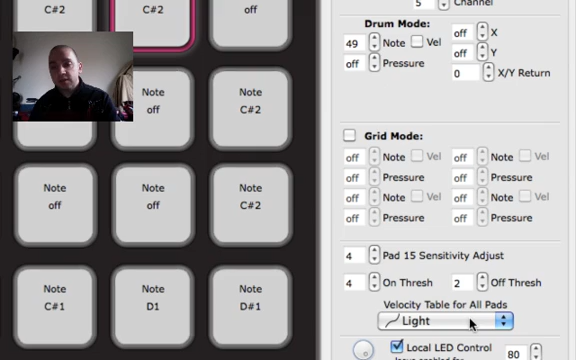 C#2
C#2
off
5 Channel
Drum Mode:
49 Note Vel
off Pressure
off X
off Y
0 X/Y Return
Note
off
Note
C#2
Grid Mode:
off Note Vel off Note Vel
off Pressure off Pressure
off Note Vel off Note Vel
off Pressure off Pressure
Note
off
Note
off
Note
C#2
4 Pad 15 Sensitivity Adjust
4 On Thresh 2 Off Thresh
Note
C#1
Note
D1
Note
D#1
Velocity Table for All Pads
Light
Local LED Control
80